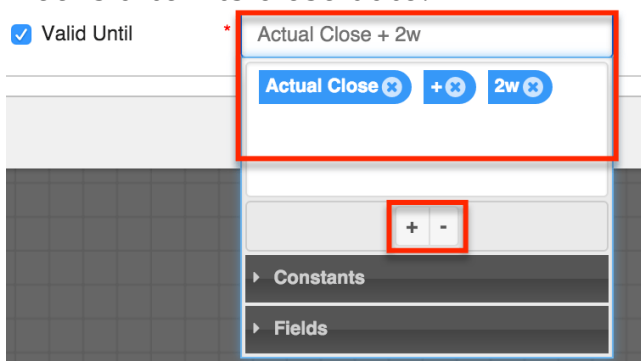 Valid Until * Actual Close + 2w
Actual Close + 2w
+ -
Constants
Fields